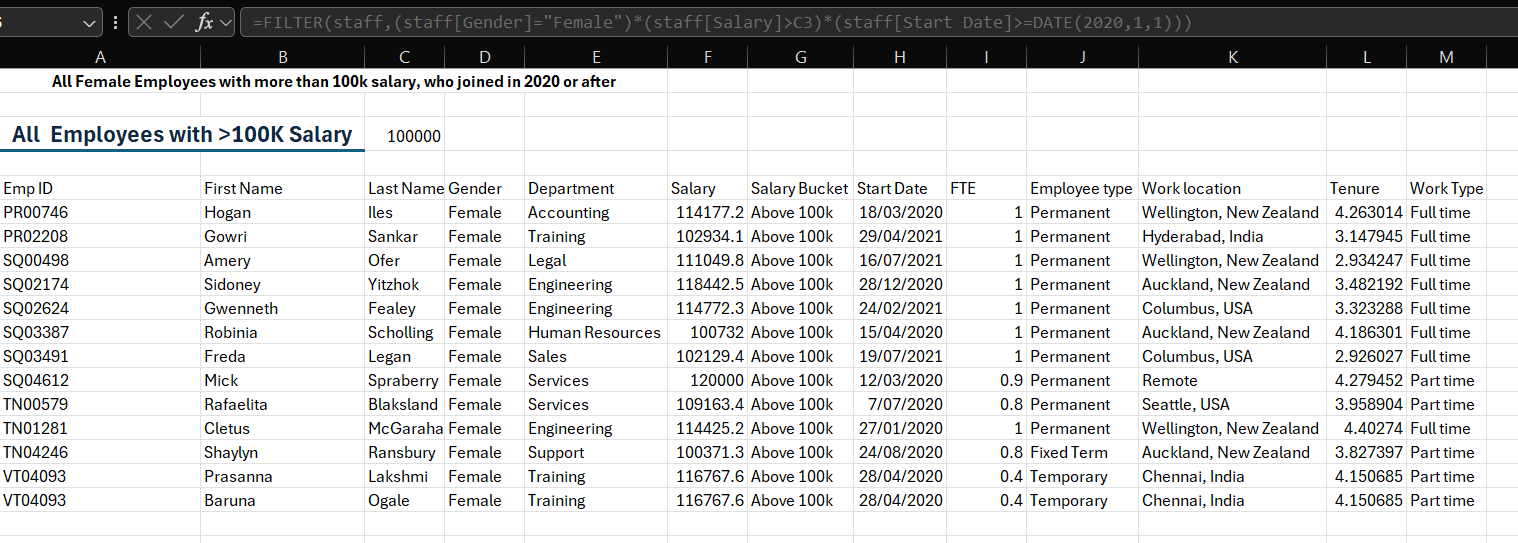 fx =FILTER(staff,(staff[Gender]="Female")*(staff[Salary]>C3)*(staff[Start Date]>=DATE(2020,1,1)))
A B C D E F G H I J K L M
All Female Employees with more than 100k salary, who joined in 2020 or after
All  Employees with >100K Salary 100000
Emp ID First Name Last Name Gender Department Salary Salary Bucket Start Date FTE Employee type Work location Tenure Work Type
PR00746 Hogan Iles Female Accounting 114177.2 Above 100k 18/03/2020 1 Permanent Wellington, New Zealand 4.263014 Full time
PR02208 Gowri Sankar Female Training 102934.1 Above 100k 29/04/2021 1 Permanent Hyderabad, India 3.147945 Full time
SQ00498 Amery Ofer Female Legal 111049.8 Above 100k 16/07/2021 1 Permanent Wellington, New Zealand 2.934247 Full time
SQ02174 Sidoney Yitzhok Female Engineering 118442.5 Above 100k 28/12/2020 1 Permanent Auckland, New Zealand 3.482192 Full time
SQ02624 Gwenneth Fealey Female Engineering 114772.3 Above 100k 24/02/2021 1 Permanent Columbus, USA 3.323288 Full time
SQ03387 Robinia Scholling Female Human Resources 100732 Above 100k 15/04/2020 1 Permanent Auckland, New Zealand 4.186301 Full time
SQ03491 Freda Legan Female Sales 102129.4 Above 100k 19/07/2021 1 Permanent Columbus, USA 2.926027 Full time
SQ04612 Mick Spraberry Female Services 120000 Above 100k 12/03/2020 0.9 Permanent Remote 4.279452 Part time
TN00579 Rafaelita Blaksland Female Services 109163.4 Above 100k 7/07/2020 0.8 Permanent Seattle, USA 3.958904 Part time
TN01281 Cletus McGaraha Female Engineering 114425.2 Above 100k 27/01/2020 1 Permanent Wellington, New Zealand 4.40274 Full time
TN04246 Shaylyn Ransbury Female Support 100371.3 Above 100k 24/08/2020 0.8 Fixed Term Auckland, New Zealand 3.827397 Part time
VT04093 Prasanna Lakshmi Female Training 116767.6 Above 100k 28/04/2020 0.4 Temporary Chennai, India 4.150685 Part time
VT04093 Baruna Ogale Female Training 116767.6 Above 100k 28/04/2020 0.4 Temporary Chennai, India 4.150685 Part time